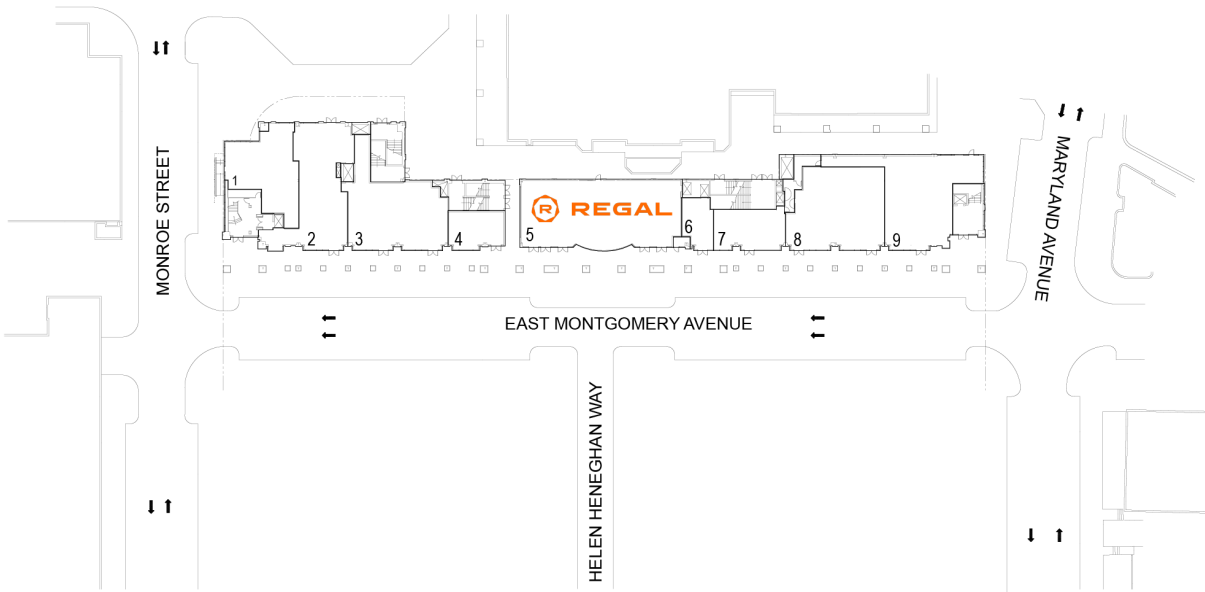 MONROE STREET
MARYLAND AVENUE
1
2
3
4
R REGAL
5
6
7
8
9
EAST MONTGOMERY AVENUE
HELEN HENEGHAN WAY